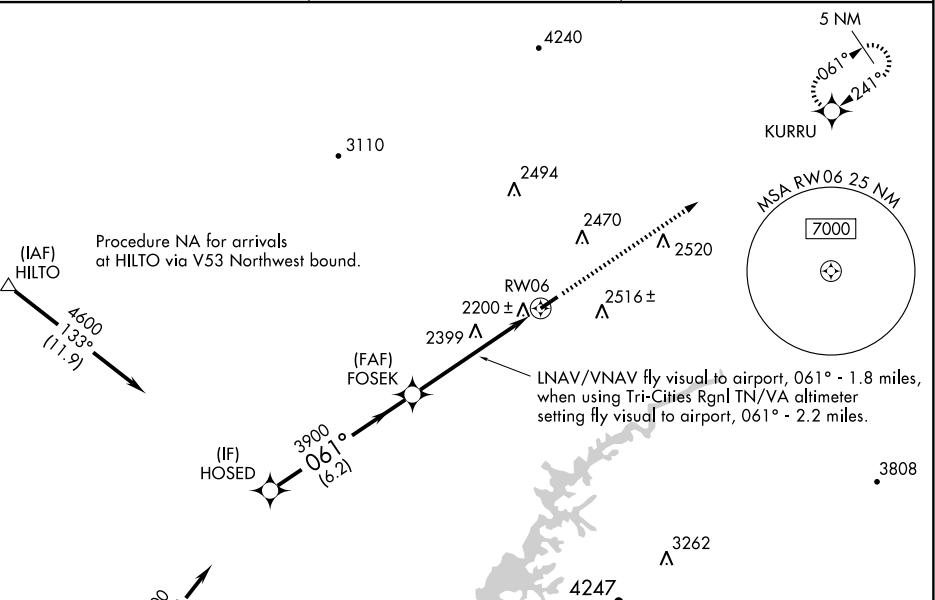 5 NM
4240
061°
241°
KURRU
3110
2494
MSA RW06 25 NM
7000
2470
2520
Procedure NA for arrivals
at HILTO via V53 Northwest bound.
(IAF)
HILTO
4600
133°
(11.9)
RW06
2200 ±
2516 ±
2399
(FAF)
FOSEK
LNAV/VNAV fly visual to airport, 061° - 1.8 miles,
when using Tri-Cities Rgnl TN/VA altimeter
setting fly visual to airport, 061° - 2.2 miles.
3900
061°
(6.2)
(IF)
HOSED
3808
3262
4247